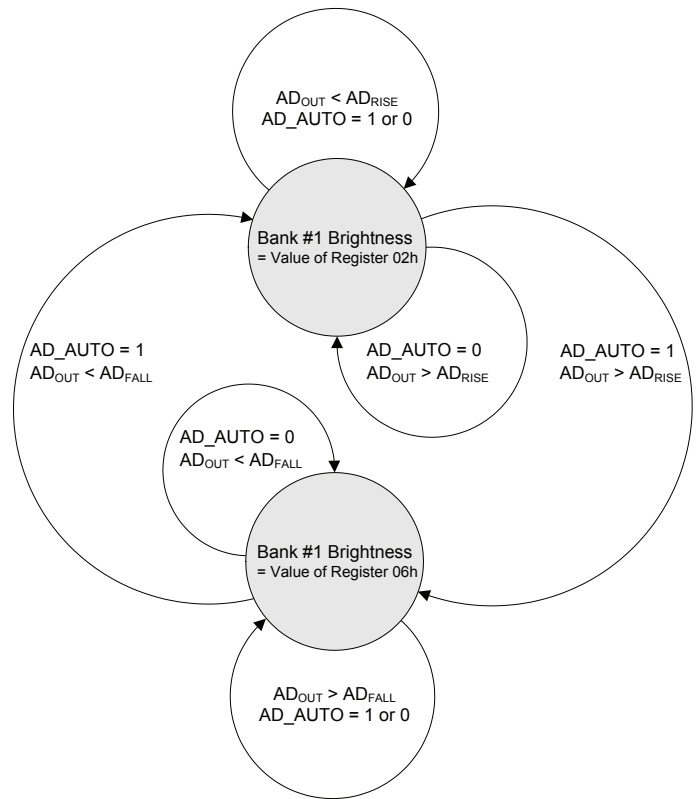 AD_OUT < AD_RISE
AD_AUTO = 1 or 0
Bank #1 Brightness
= Value of Register 02h
AD_AUTO = 1
AD_OUT < AD_FALL
AD_AUTO = 0
AD_OUT > AD_RISE
AD_AUTO = 1
AD_OUT > AD_RISE
AD_AUTO = 0
AD_OUT < AD_FALL
Bank #1 Brightness
= Value of Register 06h
AD_OUT > AD_FALL
AD_AUTO = 1 or 0